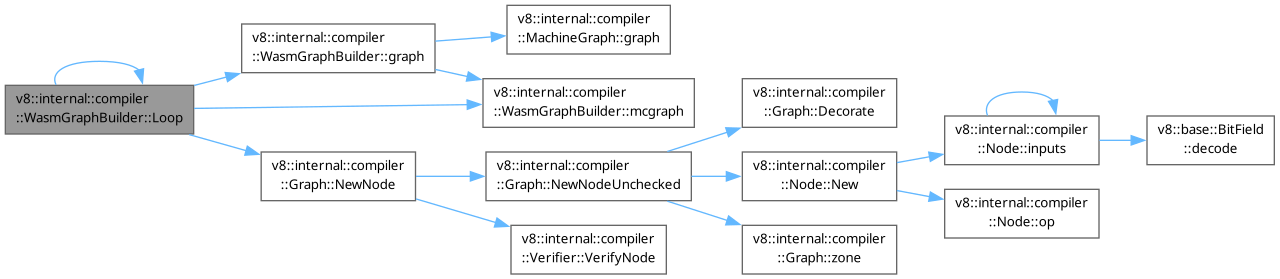 v8::internal::compiler
::WasmGraphBuilder::Loop
v8::internal::compiler
::WasmGraphBuilder::graph
v8::internal::compiler
::MachineGraph::graph
v8::internal::compiler
::WasmGraphBuilder::mcgraph
v8::internal::compiler
::Graph::NewNode
v8::internal::compiler
::Graph::NewNodeUnchecked
v8::internal::compiler
::Verifier::VerifyNode
v8::internal::compiler
::Graph::Decorate
v8::internal::compiler
::Node::New
v8::internal::compiler
::Graph::zone
v8::internal::compiler
::Node::inputs
v8::internal::compiler
::Node::op
v8::base::BitField
::decode